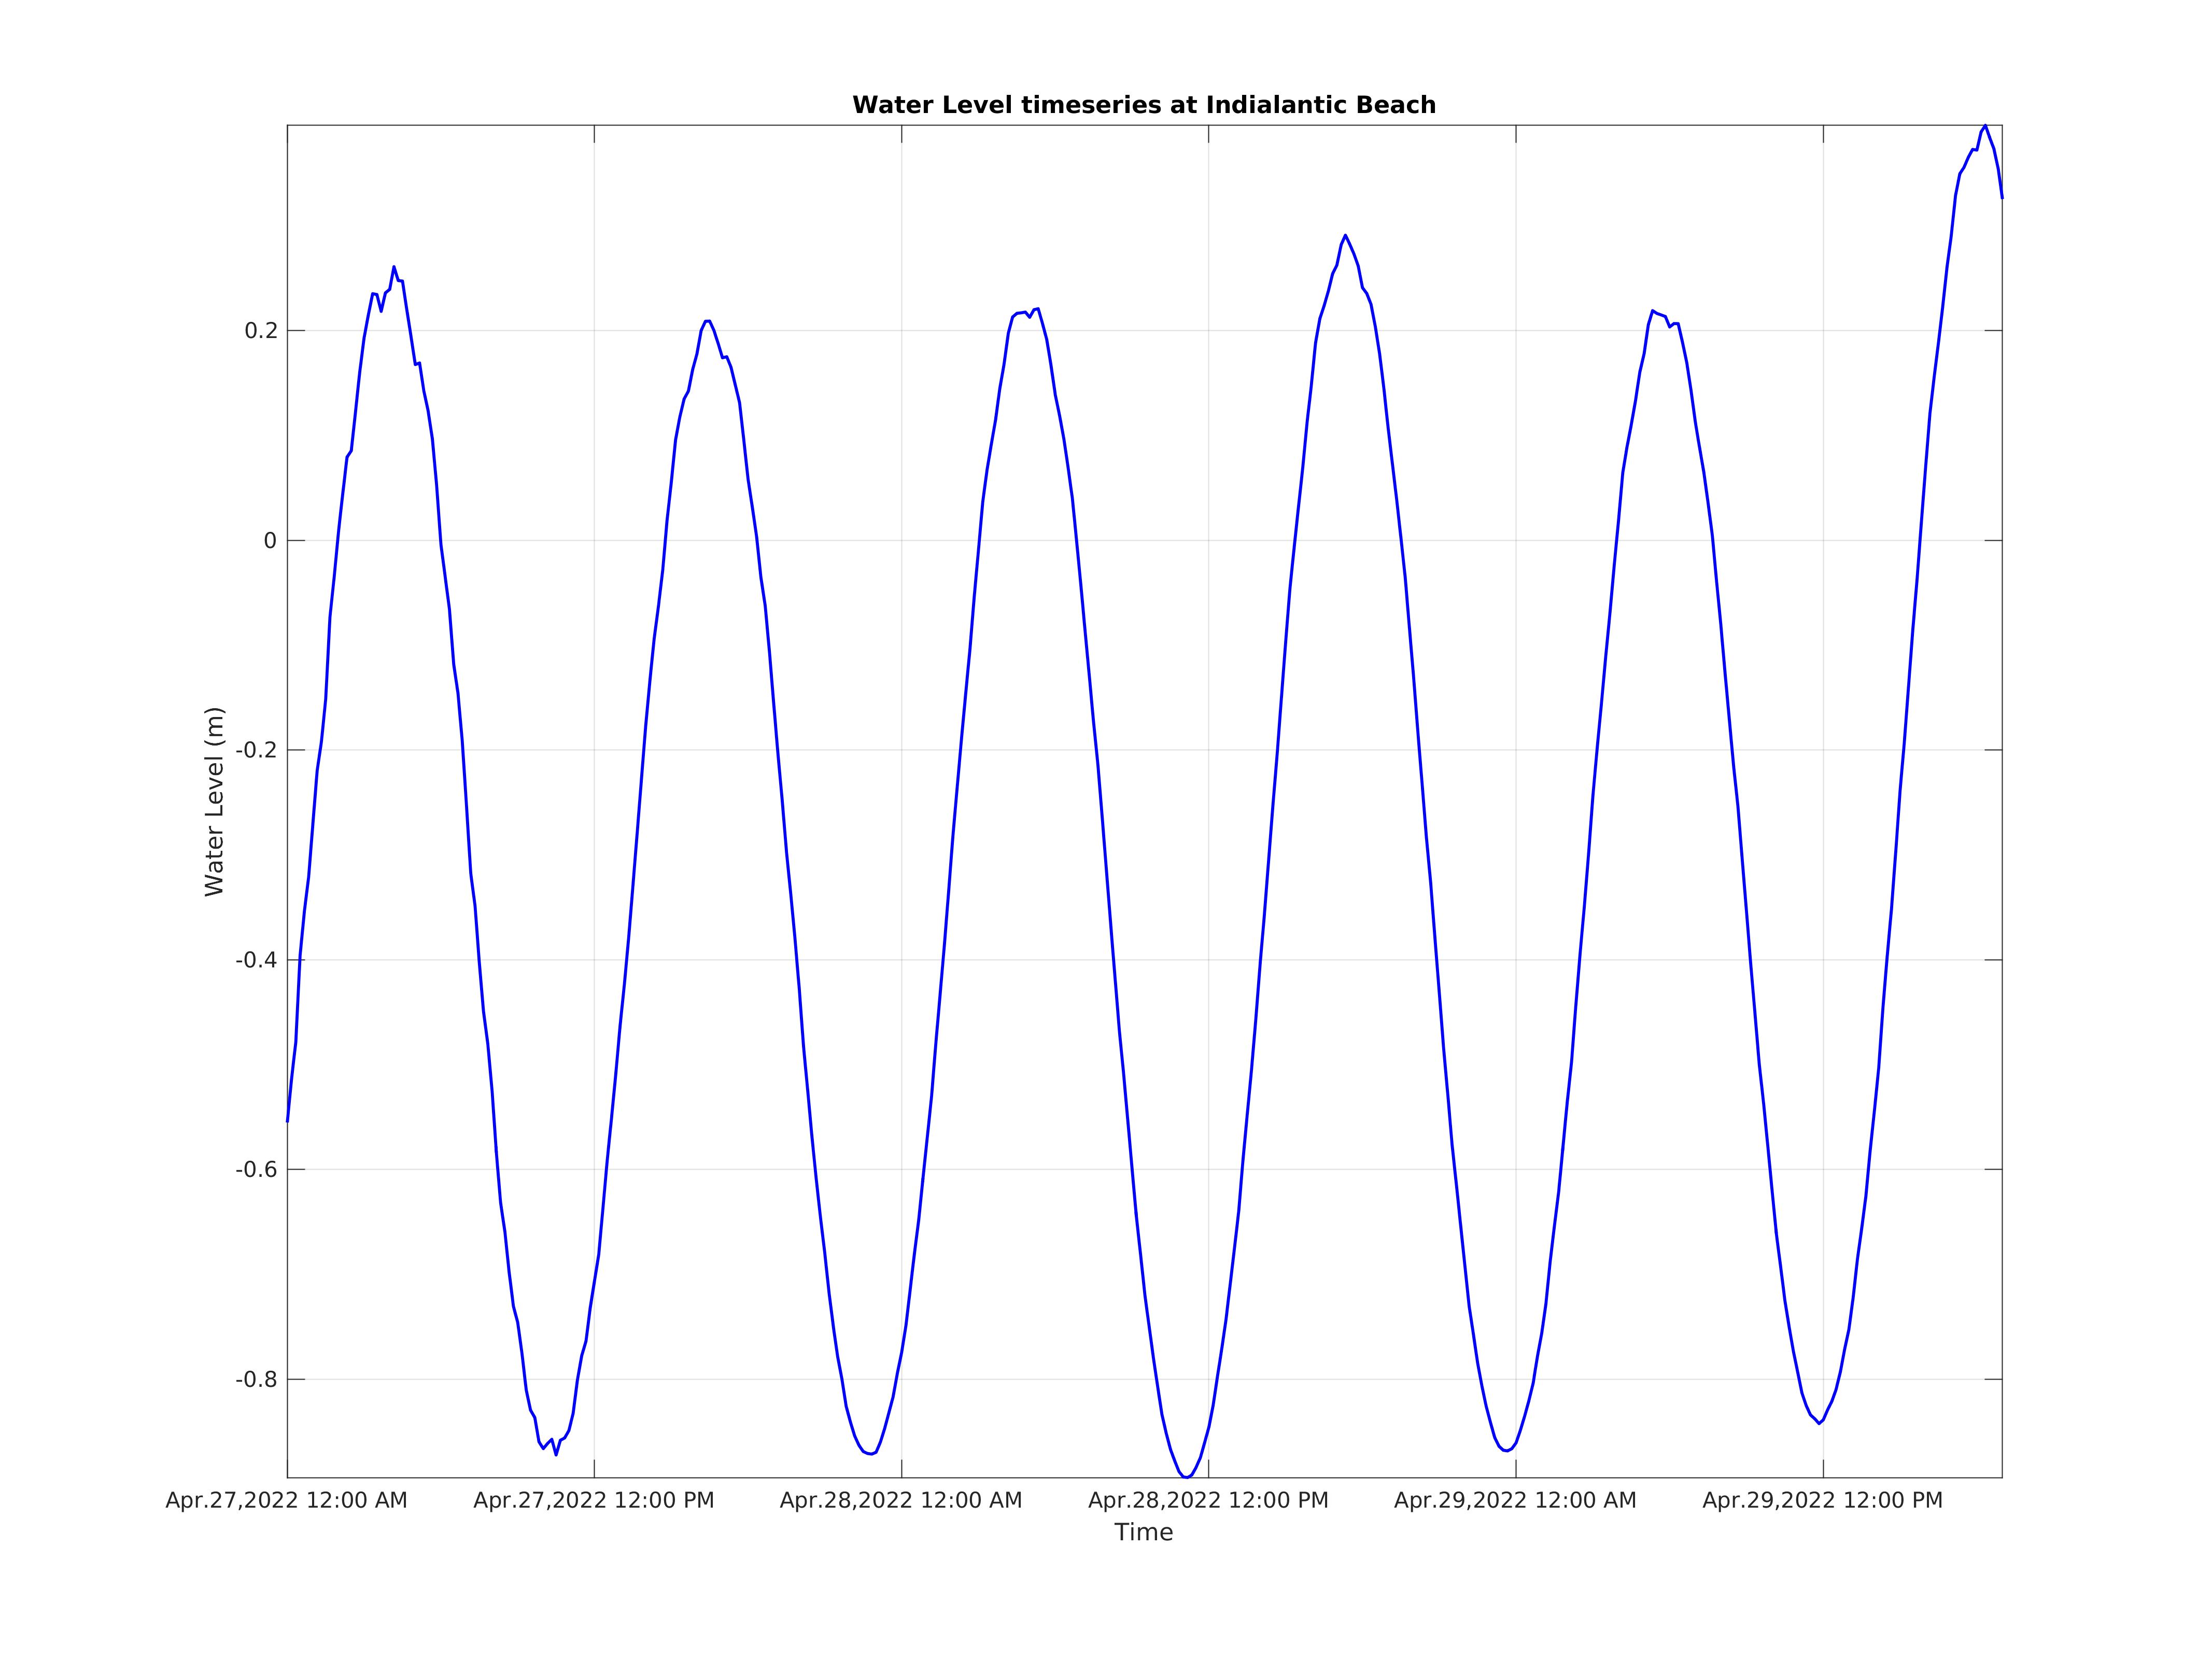 Water Level timeseries at Indialantic Beach
0.2
0
-0.2
-0.4
-0.6
-0.8
Water Level (m)
Apr.27,2022 12:00 AM Apr.27,2022 12:00 PM Apr.28,2022 12:00 AM Apr.28,2022 12:00 PM Apr.29,2022 12:00 AM Apr.29,2022 12:00 PM
Time